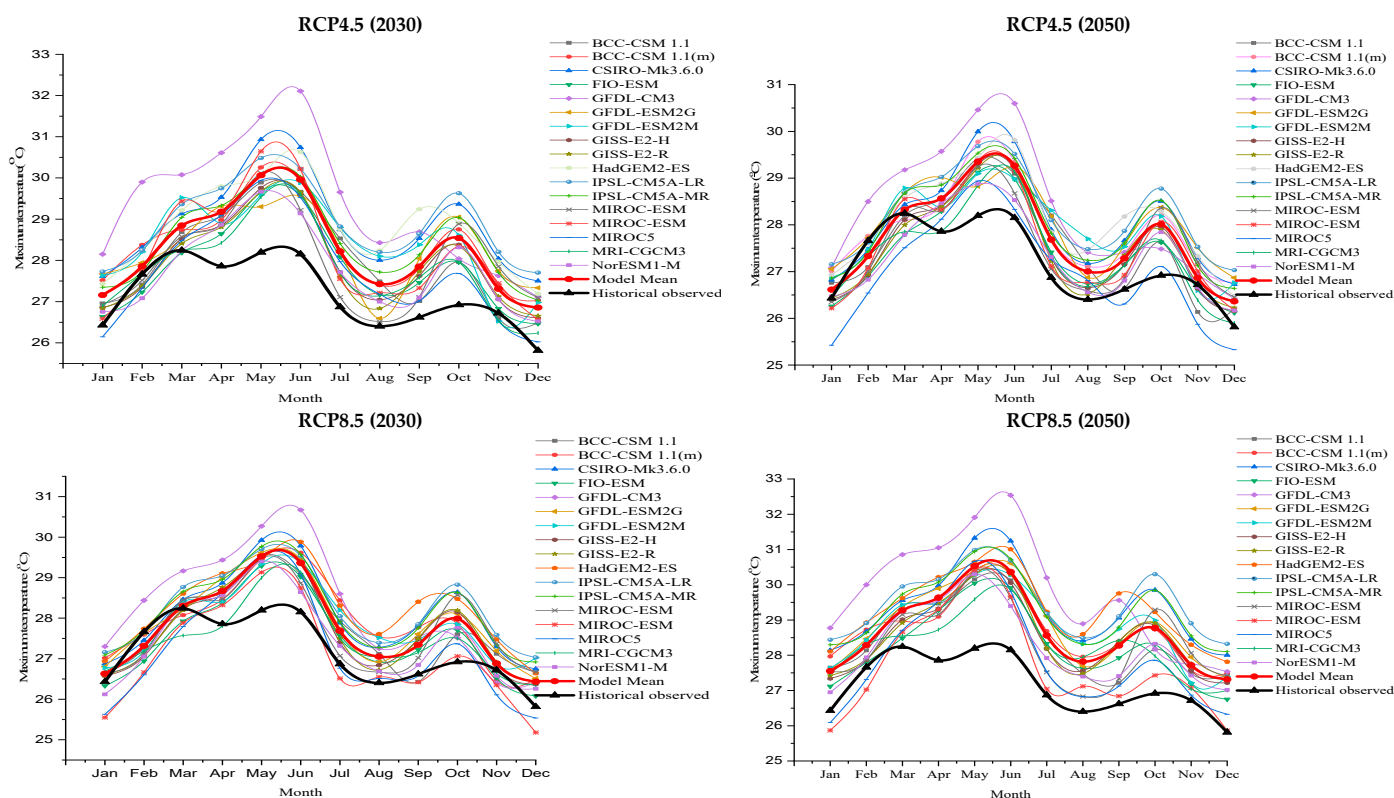 RCP4.5 (2030)
33
32
31
30
29
28
27
26
Maximum temperature (°C)
Jan Feb Mar Apr May Jun Jul Aug Sep Oct Nov Dec
Month
BCC-CSM 1.1
BCC-CSM 1.1(m)
CSIRO-Mk3.6.0
FIO-ESM
GFDL-CM3
GFDL-ESM2G
GFDL-ESM2M
GISS-E2-H
GISS-E2-R
HadGEM2-ES
IPSL-CM5A-LR
IPSL-CM5A-MR
MIROC-ESM
MIROC-ESM
MIROC5
MRI-CGCM3
NorESM1-M
Model Mean
Historical observed
RCP4.5 (2050)
31
30
29
28
27
26
25
Maximum temperature (°C)
Jan Feb Mar Apr May Jun Jul Aug Sep Oct Nov Dec
Month
BCC-CSM 1.1
BCC-CSM 1.1(m)
CSIRO-Mk3.6.0
FIO-ESM
GFDL-CM3
GFDL-ESM2G
GFDL-ESM2M
GISS-E2-H
GISS-E2-R
HadGEM2-ES
IPSL-CM5A-LR
IPSL-CM5A-MR
MIROC-ESM
MIROC-ESM
MIROC5
MRI-CGCM3
NorESM1-M
Model Mean
Historical observed
RCP8.5 (2030)
31
30
29
28
27
26
25
Maximum temperature (°C)
Jan Feb Mar Apr May Jun Jul Aug Sep Oct Nov Dec
Month
BCC-CSM 1.1
BCC-CSM 1.1(m)
CSIRO-Mk3.6.0
FIO-ESM
GFDL-CM3
GFDL-ESM2G
GFDL-ESM2M
GISS-E2-H
GISS-E2-R
HadGEM2-ES
IPSL-CM5A-LR
IPSL-CM5A-MR
MIROC-ESM
MIROC-ESM
MIROC5
MRI-CGCM3
NorESM1-M
Model Mean
Historical observed
RCP8.5 (2050)
33
32
31
30
29
28
27
26
25
Maximum temperature (°C)
Jan Feb Mar Apr May Jun Jul Aug Sep Oct Nov Dec
Month
BCC-CSM 1.1
BCC-CSM 1.1(m)
CSIRO-Mk3.6.0
FIO-ESM
GFDL-CM3
GFDL-ESM2G
GFDL-ESM2M
GISS-E2-H
GISS-E2-R
HadGEM2-ES
IPSL-CM5A-LR
IPSL-CM5A-MR
MIROC-ESM
MIROC-ESM
MIROC5
MRI-CGCM3
NorESM1-M
Model Mean
Historical observed